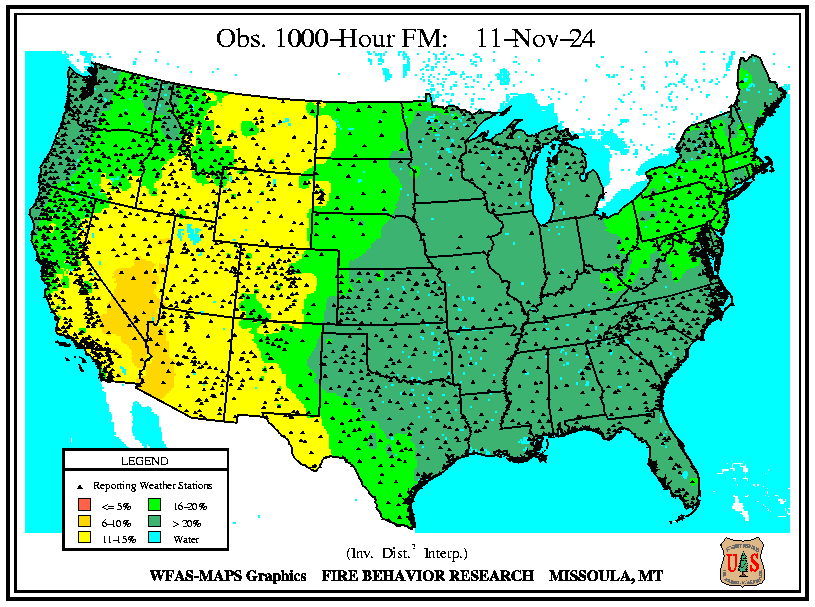 Obs. 1000-Hour FM: 11-Nov-24
LEGEND
Reporting Weather Stations
<= 5% 16-20%
6-10% > 20%
11-15% Water
(Inv. Dist.² Interp.)
WFAS-MAPS Graphics FIRE BEHAVIOR RESEARCH MISSOULA, MT
U S